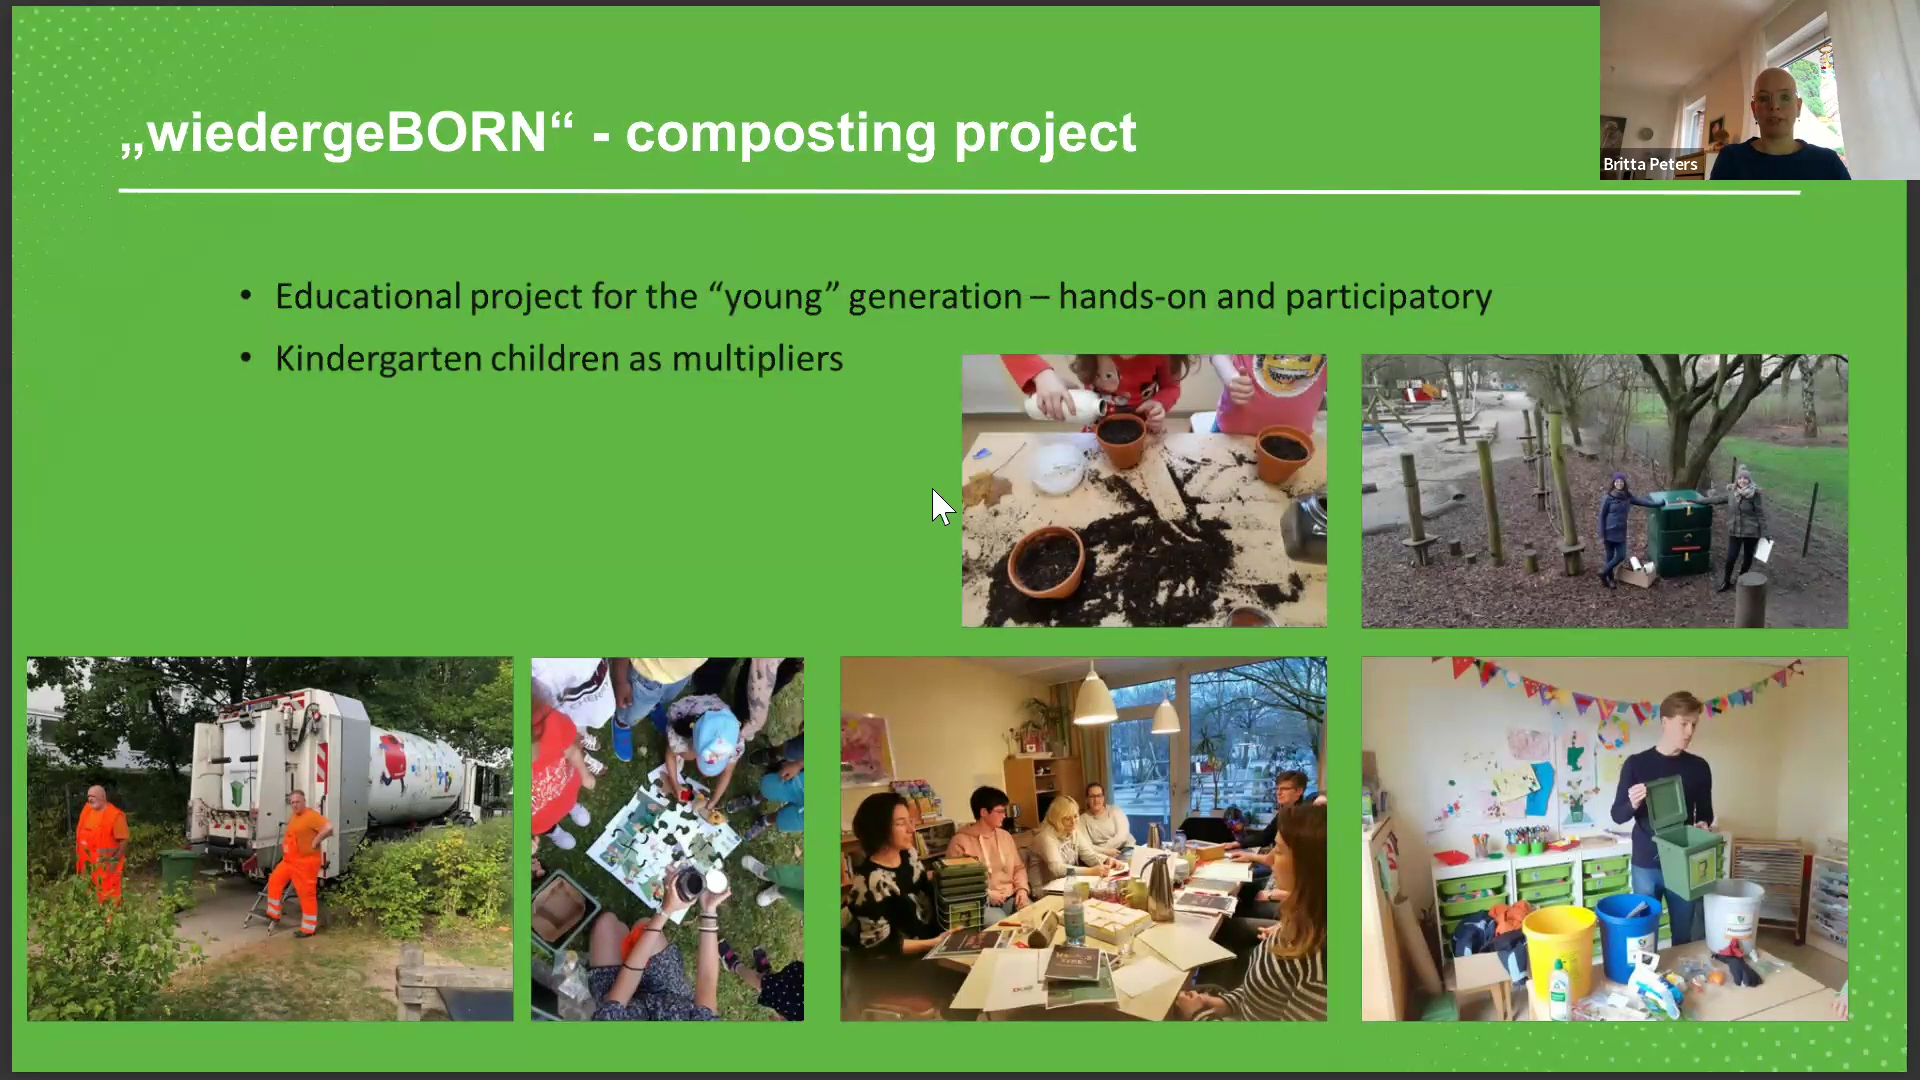 „wiedergeBORN“ - composting project
Britta Peters
• Educational project for the “young” generation – hands-on and participatory
• Kindergarten children as multipliers